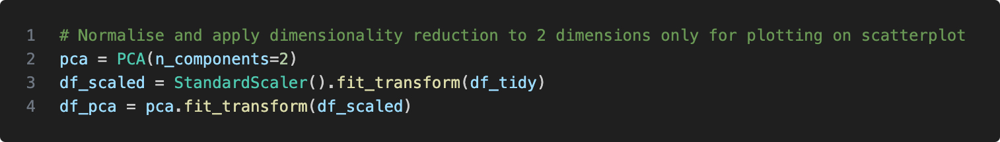 1 # Normalise and apply dimensionality reduction to 2 dimensions only for plotting on scatterplot
2 pca = PCA(n_components=2)
3 df_scaled = StandardScaler().fit_transform(df_tidy)
4 df_pca = pca.fit_transform(df_scaled)